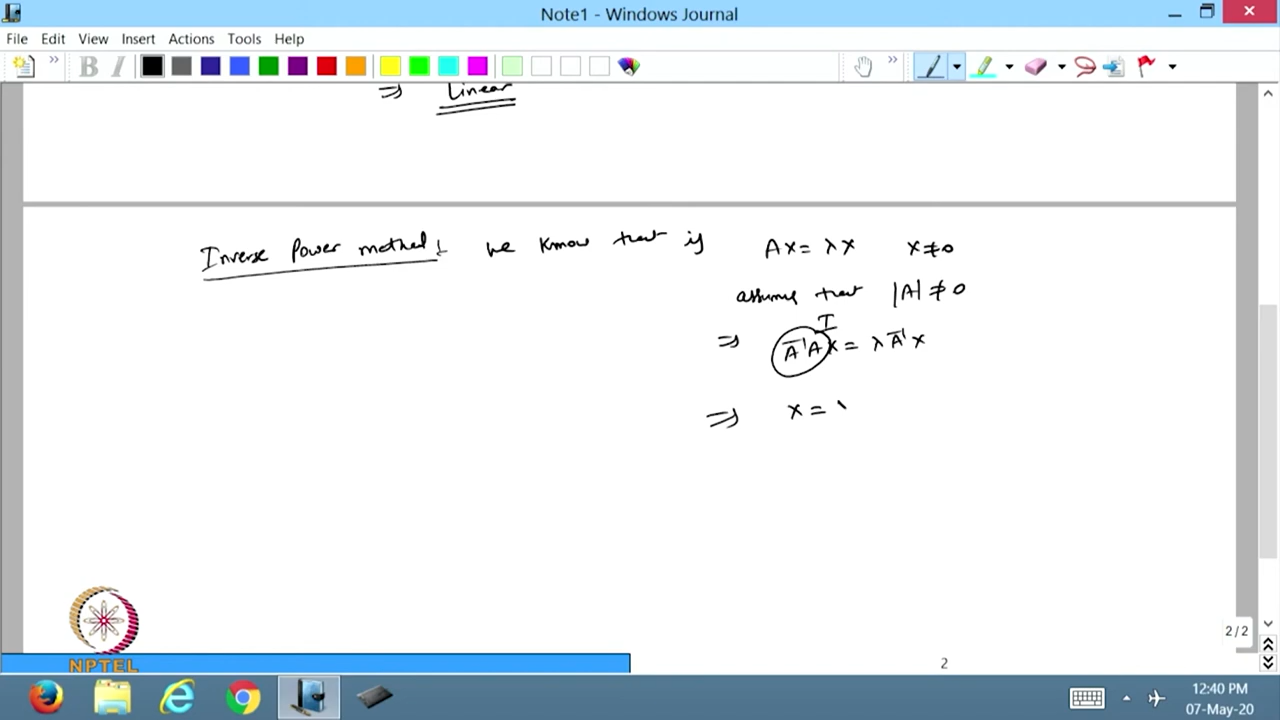 Note1 - Windows Journal
File Edit View Insert Actions Tools Help
⇒ Linear
Inverse Power method: we know that if Ax = λx x ≠ 0
assume that |A| ≠ 0
I
⇒ A⁻¹Ax = λA⁻¹x
⇒ x =
2/2
NPTEL
2
12:40 PM
07-May-20